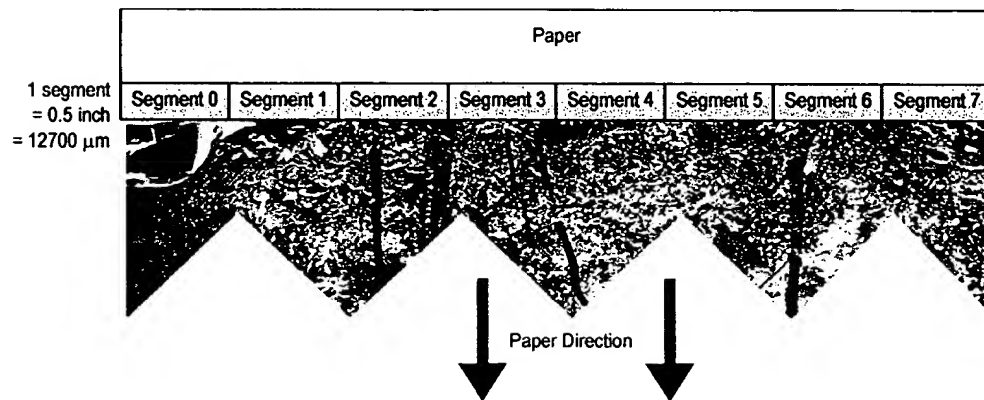 Paper
1 segment
= 0.5 inch
= 12700 µm
Segment 0 Segment 1 Segment 2 Segment 3 Segment 4 Segment 5 Segment 6 Segment 7
Paper Direction